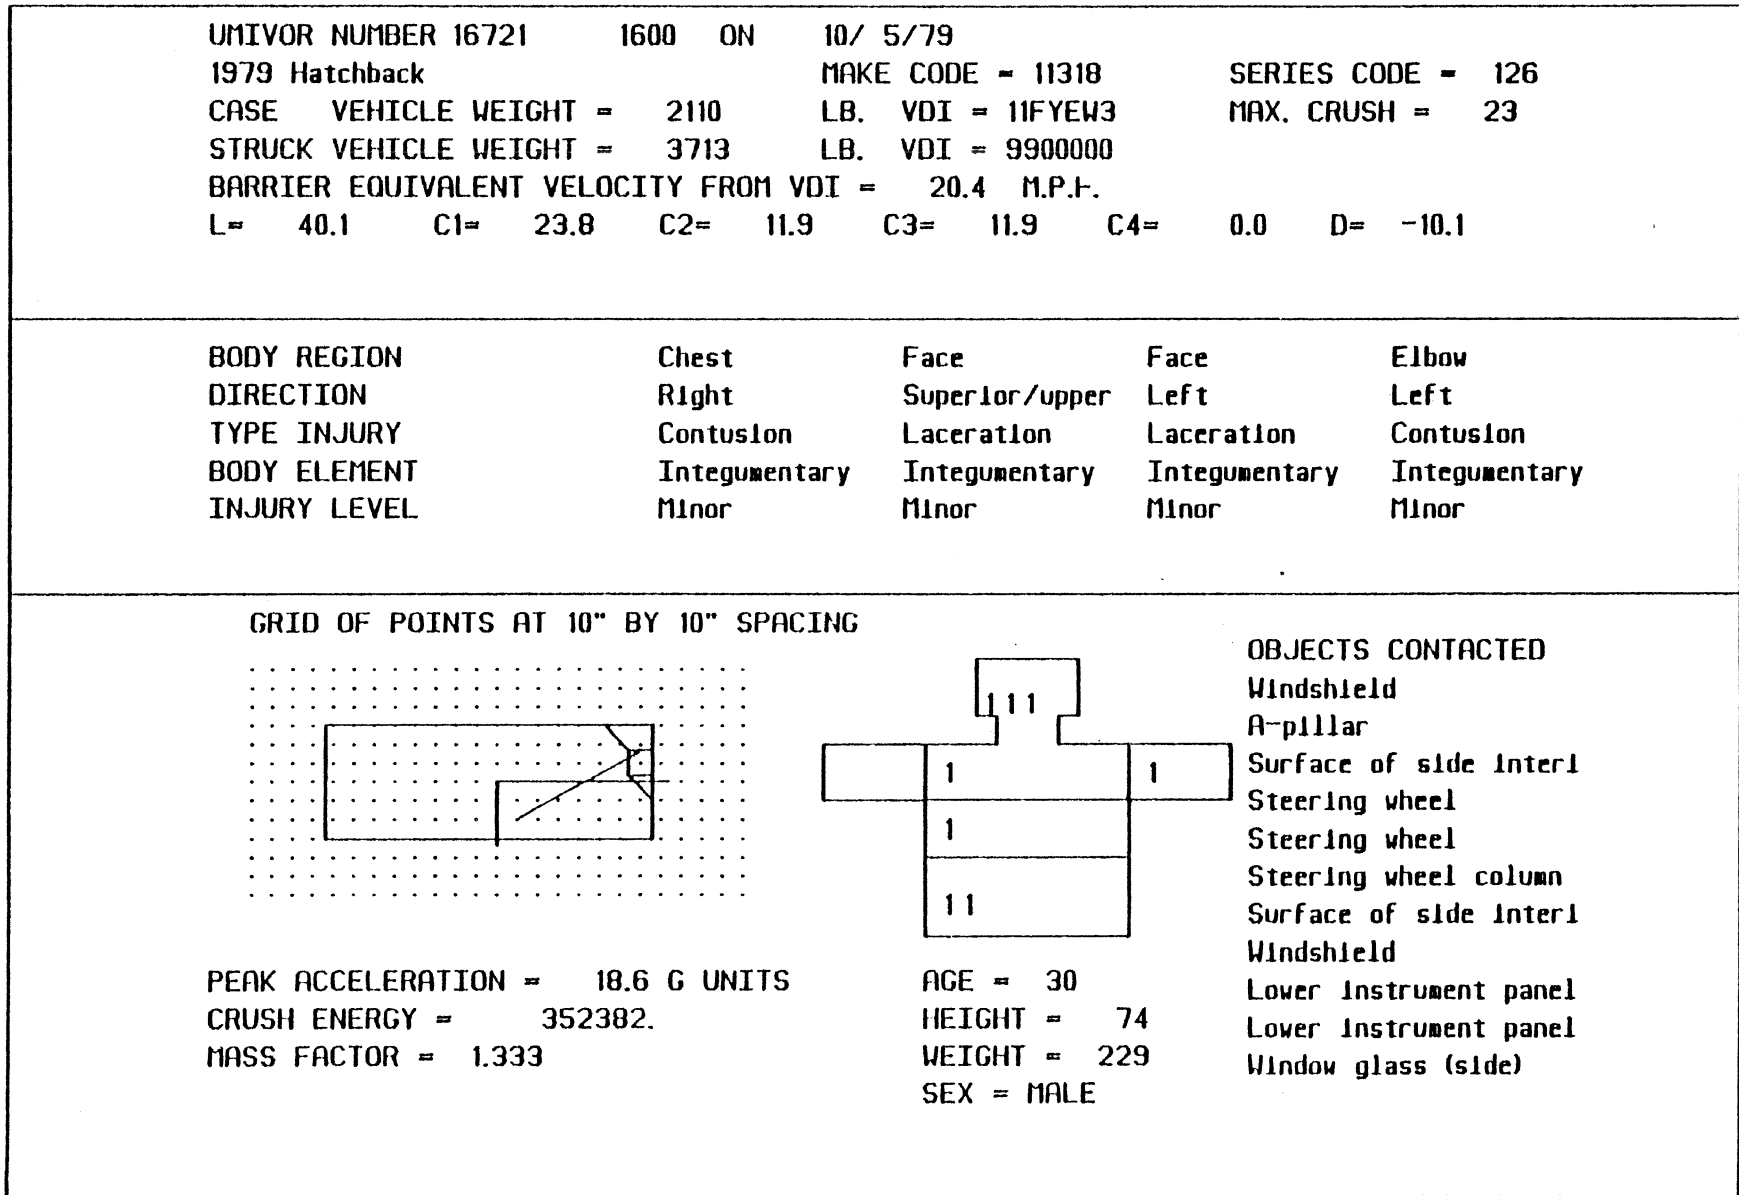 UMIVOR NUMBER 16721 1600 ON 10/ 5/79
1979 Hatchback MAKE CODE = 11318 SERIES CODE = 126
CASE VEHICLE WEIGHT = 2110 LB. VDI = 11FYEW3 MAX. CRUSH = 23
STRUCK VEHICLE WEIGHT = 3713 LB. VDI = 9900000
BARRIER EQUIVALENT VELOCITY FROM VDI = 20.4 M.P.H.
L= 40.1 C1= 23.8 C2= 11.9 C3= 11.9 C4= 0.0 D= -10.1
BODY REGION Chest Face Face Elbow
DIRECTION Right Superior/upper Left Left
TYPE INJURY Contusion Laceration Laceration Contusion
BODY ELEMENT Integumentary Integumentary Integumentary Integumentary
INJURY LEVEL Minor Minor Minor Minor
GRID OF POINTS AT 10" BY 10" SPACING
1 1 1
1 1
1
1 1
OBJECTS CONTACTED
Windshield
A-pillar
Surface of side interi
Steering wheel
Steering wheel
Steering wheel column
Surface of side interi
Windshield
Lower instrument panel
Lower instrument panel
Window glass (side)
PEAK ACCELERATION = 18.6 G UNITS
CRUSH ENERGY = 352382.
MASS FACTOR = 1.333
AGE = 30
HEIGHT = 74
WEIGHT = 229
SEX = MALE